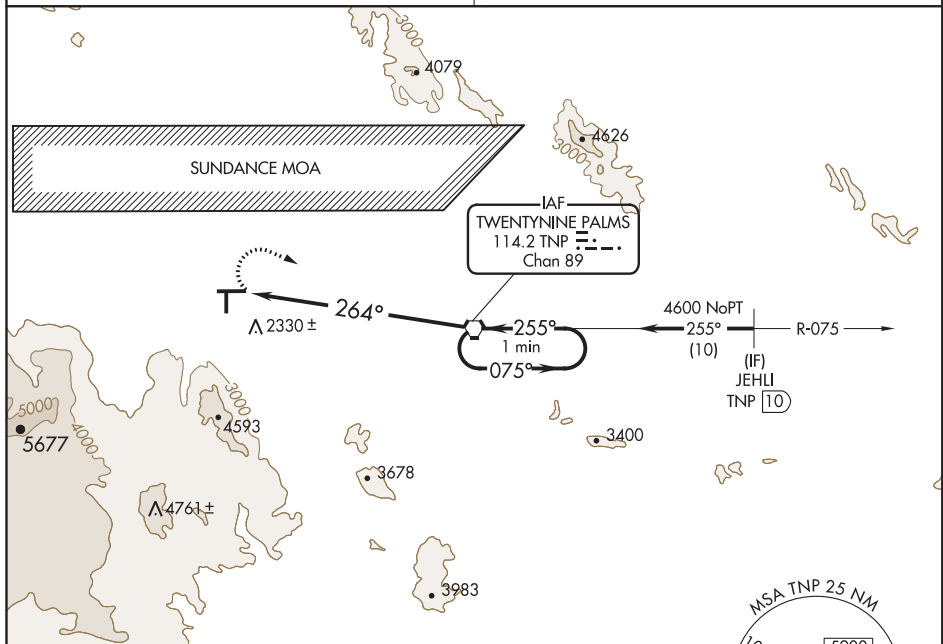 3000
4079
4626
3000
SUNDANCE MOA
IAF
TWENTYNINE PALMS
114.2 TNP
Chan 89
264°
2330 ±
255°
1 min
075°
4600 NoPT
255°
(10)
R-075
(IF)
JEHLI
TNP 10
3000
5000
4000
5677
4593
3400
3678
4761 ±
3983
MSA TNP 25 NM